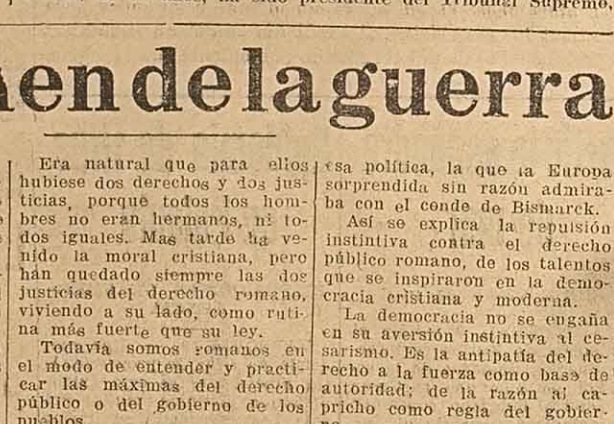 presidente del Tribunal Supremo,
en de la guerra
Era natural que para ellos
hubiese dos derechos y dos jus-
ticias, porque todos los hom-
bres no eran hermanos, ni to-
dos iguales. Mas tarde ha ve-
nido la moral cristiana, pero
han quedado siempre las dos
justicias del derecho romano,
viviendo a su lado, como ruti-
na más fuerte que su ley.
Todavía somos romanos en
el modo de entender y practi-
car las máximas del derecho
público o del gobierno de los
pueblos.
esa política, la que la Europa
sorprendida sin razón admira-
ba con el conde de Bismarck.
Así se explica la repulsión
instintiva contra el derecho
público romano, de los talentos
que se inspiraron en la demo-
cracia cristiana y moderna.
La democracia no se engaña
en su aversión instintiva al ce-
sarismo. Es la antipatía del de-
recho a la fuerza como base de
autoridad; de la razón al ca-
pricho como regla del gobier-